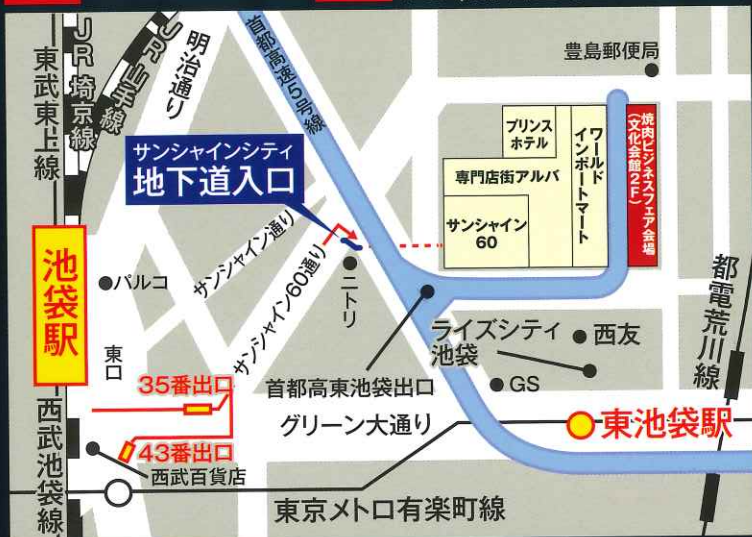 東武東上線
JR埼京線
JR山手線
明治通り
首都高速5号線
豊島郵便局
サンシャインシティ
地下道入口
プリンス
ホテル
ワールド
インポートマート
焼肉ビジネスフェア会場
(文化会館2F)
専門店街アルパ
サンシャイン
60
池袋駅
パルコ
サンシャイン通り
サンシャイン60通り
ニトリ
都電荒川線
東口
ライズシティ
池袋
西友
35番出口
首都高東池袋出口
GS
グリーン大通り
東池袋駅
43番出口
西武百貨店
西武池袋線
東京メトロ有楽町線